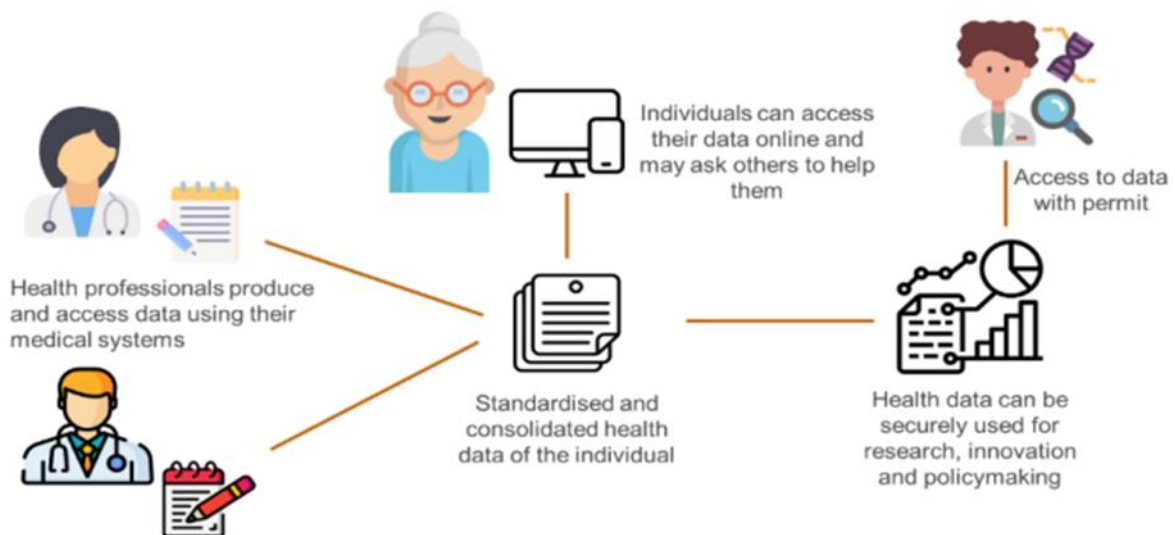 Individuals can access
their data online and
may ask others to help
them
Access to data
with permit
Health professionals produce
and access data using their
medical systems
Standardised and
consolidated health
data of the individual
Health data can be
securely used for
research, innovation
and policymaking